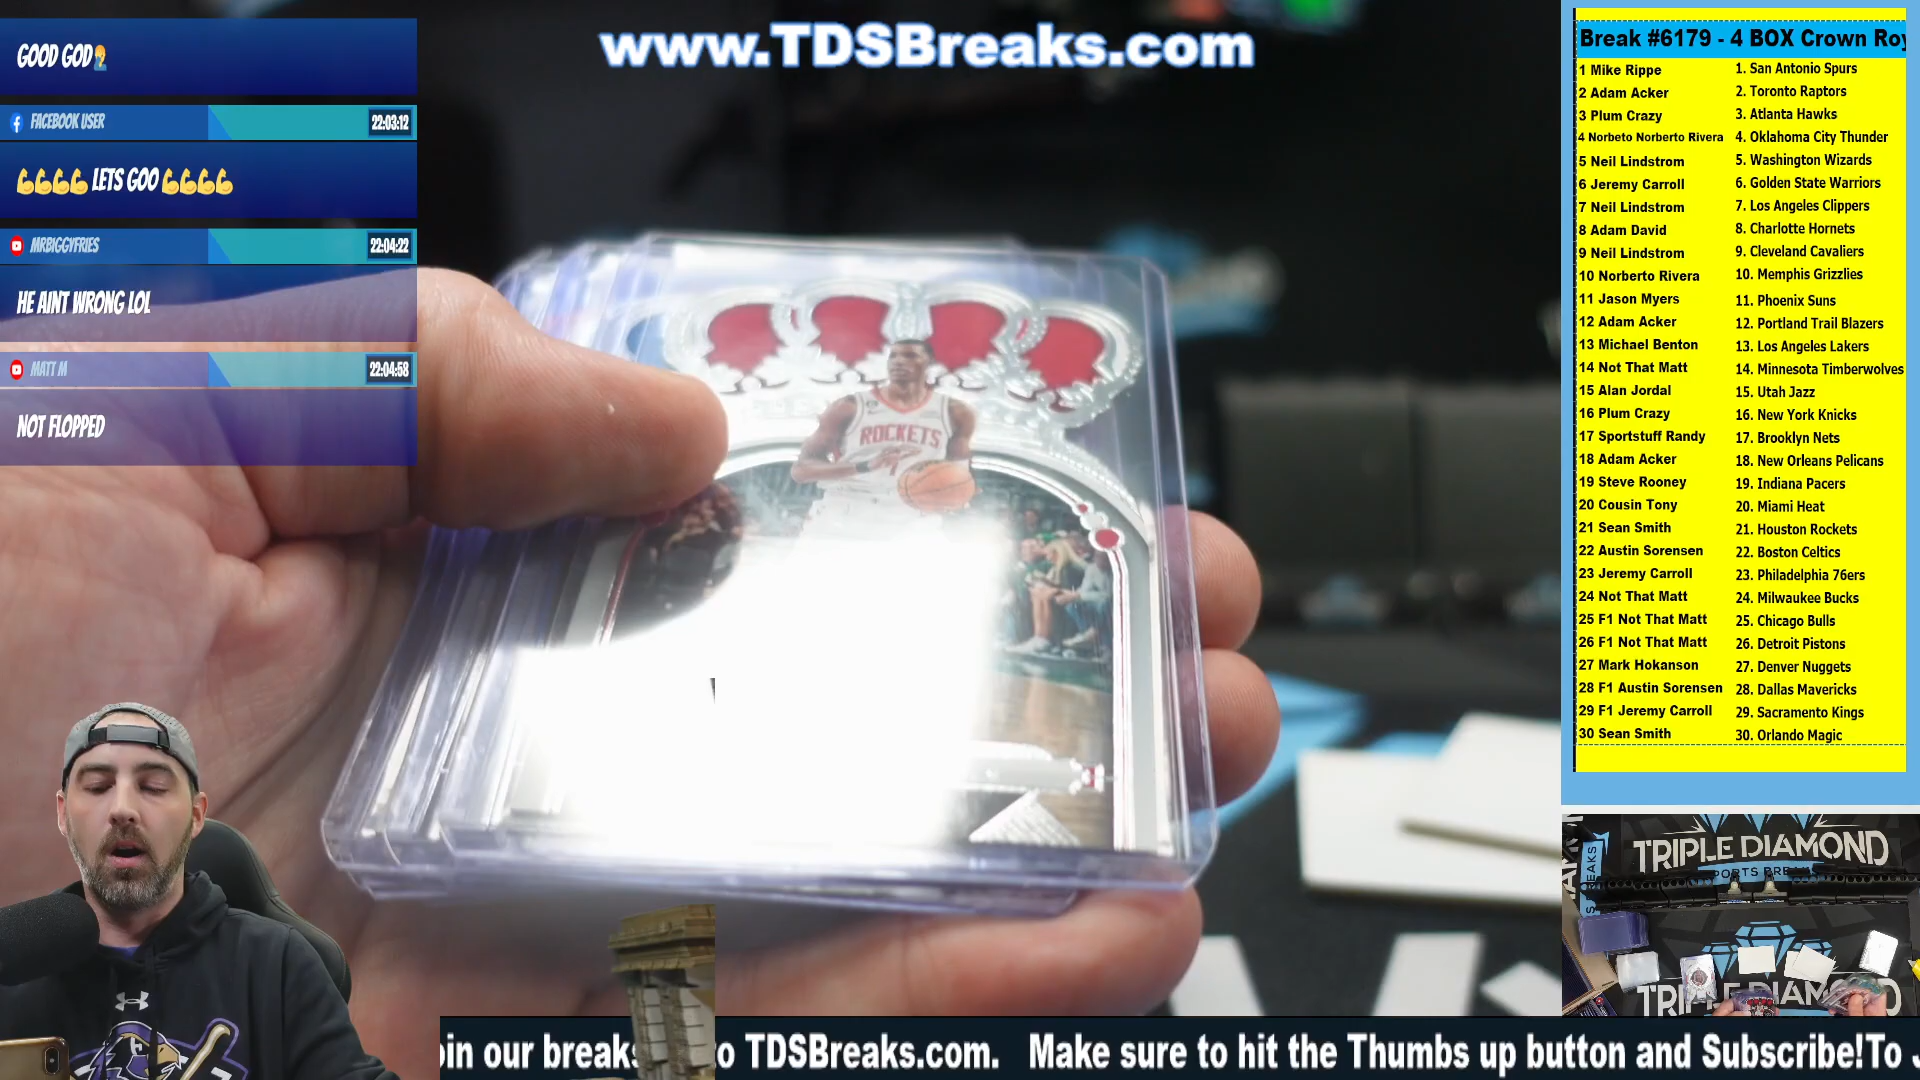 GOOD GOD
FACEBOOK USER
22:03:12
LETS GOO
MRBIGGYFRIES
22:04:22
HE AINT WRONG LOL
MATT M
22:04:58
NOT FLOPPED
www.TDSBreaks.com
ROCKETS
Break #6179 - 4 BOX Crown Roy
1 Mike Rippe 1. San Antonio Spurs
2 Adam Acker 2. Toronto Raptors
3 Plum Crazy 3. Atlanta Hawks
4 Norbeto Norberto Rivera 4. Oklahoma City Thunder
5 Neil Lindstrom 5. Washington Wizards
6 Jeremy Carroll 6. Golden State Warriors
7 Neil Lindstrom 7. Los Angeles Clippers
8 Adam David 8. Charlotte Hornets
9 Neil Lindstrom 9. Cleveland Cavaliers
10 Norberto Rivera 10. Memphis Grizzlies
11 Jason Myers 11. Phoenix Suns
12 Adam Acker 12. Portland Trail Blazers
13 Michael Benton 13. Los Angeles Lakers
14 Not That Matt 14. Minnesota Timberwolves
15 Alan Jordal 15. Utah Jazz
16 Plum Crazy 16. New York Knicks
17 Sportstuff Randy 17. Brooklyn Nets
18 Adam Acker 18. New Orleans Pelicans
19 Steve Rooney 19. Indiana Pacers
20 Cousin Tony 20. Miami Heat
21 Sean Smith 21. Houston Rockets
22 Austin Sorensen 22. Boston Celtics
23 Jeremy Carroll 23. Philadelphia 76ers
24 Not That Matt 24. Milwaukee Bucks
25 F1 Not That Matt 25. Chicago Bulls
26 F1 Not That Matt 26. Detroit Pistons
27 Mark Hokanson 27. Denver Nuggets
28 F1 Austin Sorensen 28. Dallas Mavericks
29 F1 Jeremy Carroll 29. Sacramento Kings
30 Sean Smith 30. Orlando Magic
TRIPLE DIAMOND
SPORTS BREAKS
TRIPLE DIAMOND
oin our breaks o TDSBreaks.com. Make sure to hit the Thumbs up button and Subscribe!To J